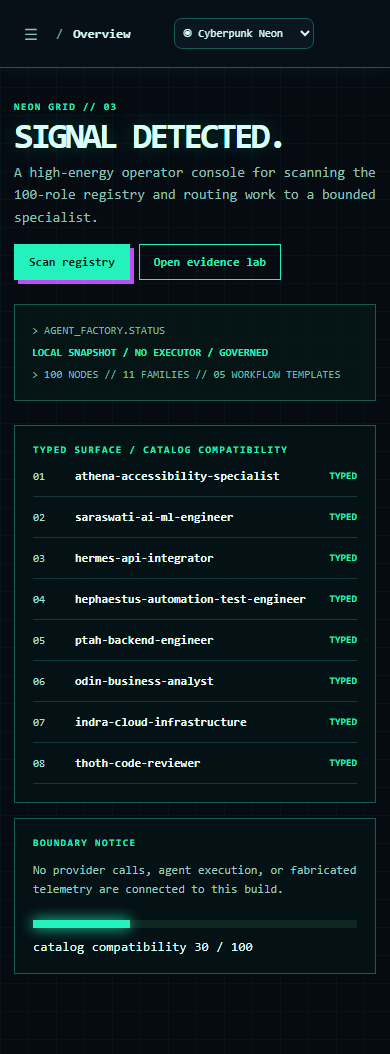 ☰ / Overview ◉ Cyberpunk Neon
NEON GRID // 03
SIGNAL DETECTED.
A high-energy operator console for scanning the
100-role registry and routing work to a bounded
specialist.
Scan registry Open evidence lab
> AGENT_FACTORY.STATUS
LOCAL SNAPSHOT / NO EXECUTOR / GOVERNED
> 100 NODES // 11 FAMILIES // 05 WORKFLOW TEMPLATES
TYPED SURFACE / CATALOG COMPATIBILITY
01 athena-accessibility-specialist TYPED
02 saraswati-ai-ml-engineer TYPED
03 hermes-api-integrator TYPED
04 hephaestus-automation-test-engineer TYPED
05 ptah-backend-engineer TYPED
06 odin-business-analyst TYPED
07 indra-cloud-infrastructure TYPED
08 thoth-code-reviewer TYPED
BOUNDARY NOTICE
No provider calls, agent execution, or fabricated
telemetry are connected to this build.
catalog compatibility 30 / 100